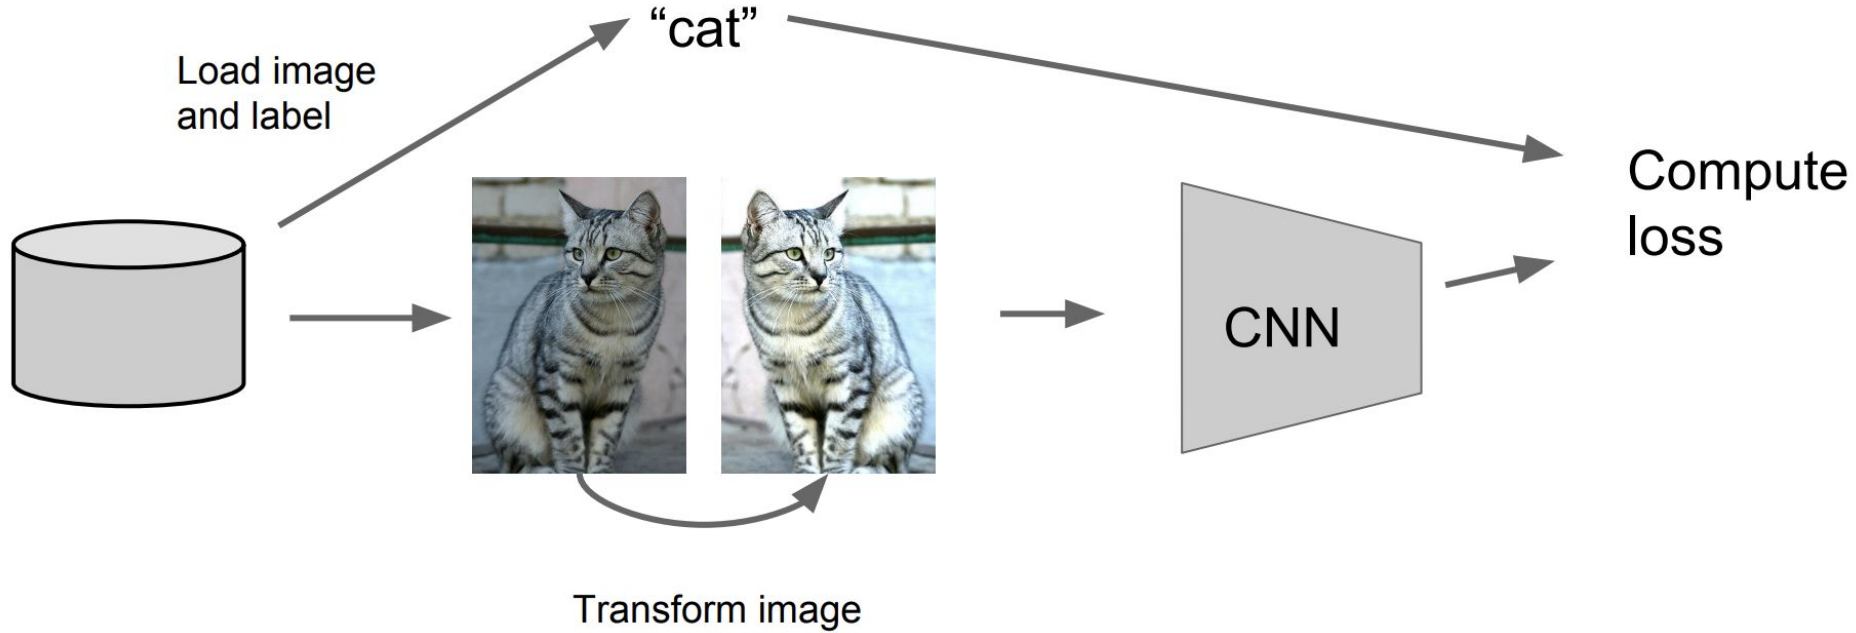 “cat”
Load image
and label
Compute
loss
CNN
Transform image